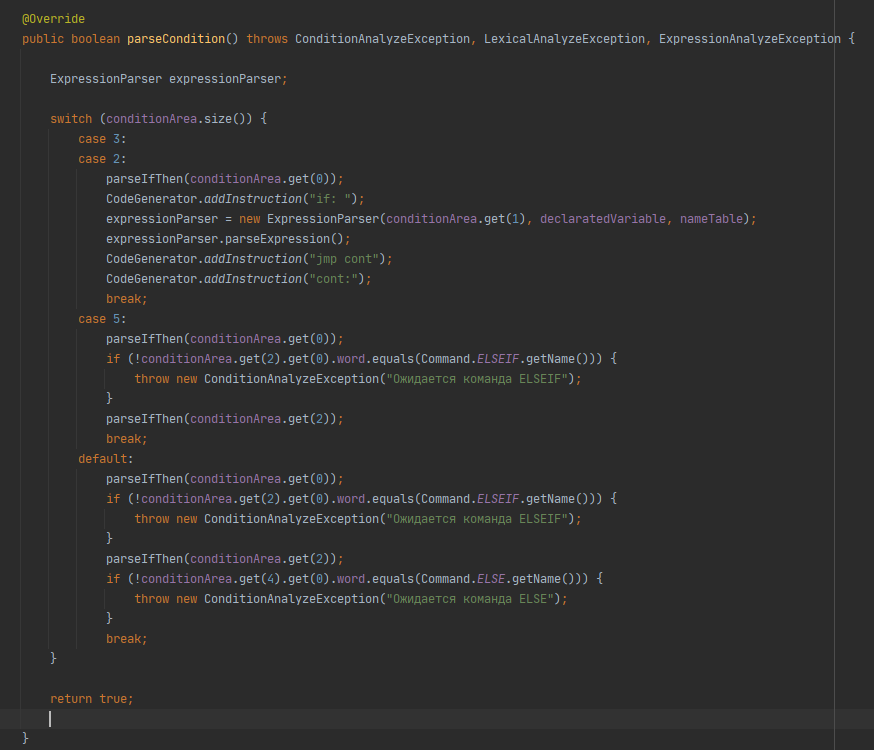 @Override
public boolean parseCondition() throws ConditionAnalyzeException, LexicalAnalyzeException, ExpressionAnalyzeException {
ExpressionParser expressionParser;
switch (conditionArea.size()) {
case 3:
case 2:
parseIfThen(conditionArea.get(0));
CodeGenerator.addInstruction("if: ");
expressionParser = new ExpressionParser(conditionArea.get(1), declaratedVariable, nameTable);
expressionParser.parseExpression();
CodeGenerator.addInstruction("jmp cont");
CodeGenerator.addInstruction("cont:");
break;
case 5:
parseIfThen(conditionArea.get(0));
if (!conditionArea.get(2).get(0).word.equals(Command.ELSEIF.getName())) {
throw new ConditionAnalyzeException("Ожидается команда ELSEIF");
}
parseIfThen(conditionArea.get(2));
break;
default:
parseIfThen(conditionArea.get(0));
if (!conditionArea.get(2).get(0).word.equals(Command.ELSEIF.getName())) {
throw new ConditionAnalyzeException("Ожидается команда ELSEIF");
}
parseIfThen(conditionArea.get(2));
if (!conditionArea.get(4).get(0).word.equals(Command.ELSE.getName())) {
throw new ConditionAnalyzeException("Ожидается команда ELSE");
}
break;
}
return true;
}